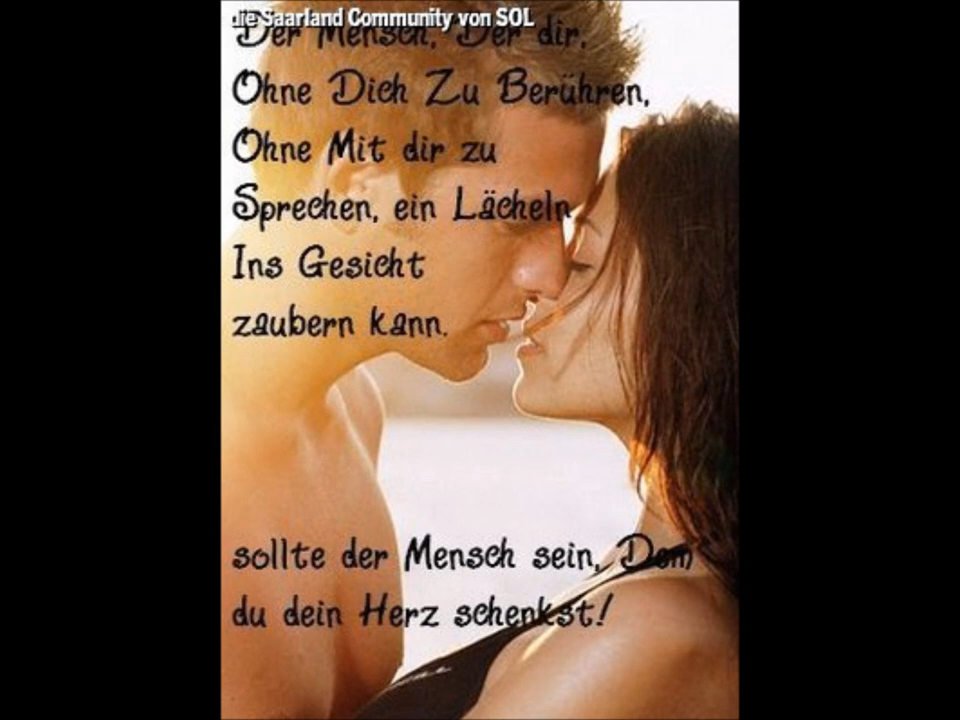 die Saarland Community von SOL
Der Mensch, Der dir,
Ohne Dich Zu Berühren,
Ohne Mit dir zu
Sprechen, ein Lächeln
Ins Gesicht
zaubern kann.
sollte der Mensch sein, Dem
du dein Herz schenkst!